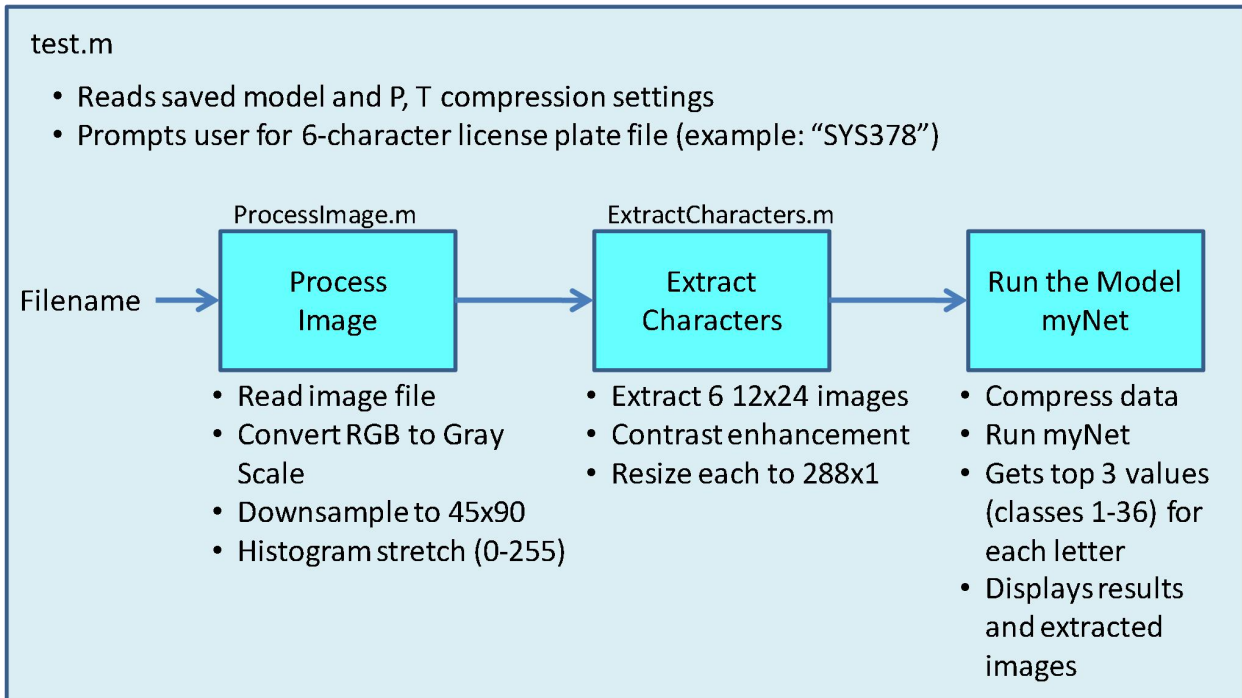 test.m
• Reads saved model and P, T compression settings
• Prompts user for 6-character license plate file (example: “SYS378”)
Filename
ProcessImage.m
Process
Image
• Read image file
• Convert RGB to Gray
Scale
• Downsample to 45x90
• Histogram stretch (0-255)
ExtractCharacters.m
Extract
Characters
• Extract 6 12x24 images
• Contrast enhancement
• Resize each to 288x1
Run the Model
myNet
• Compress data
• Run myNet
• Gets top 3 values
(classes 1-36) for
each letter
• Displays results
and extracted
images